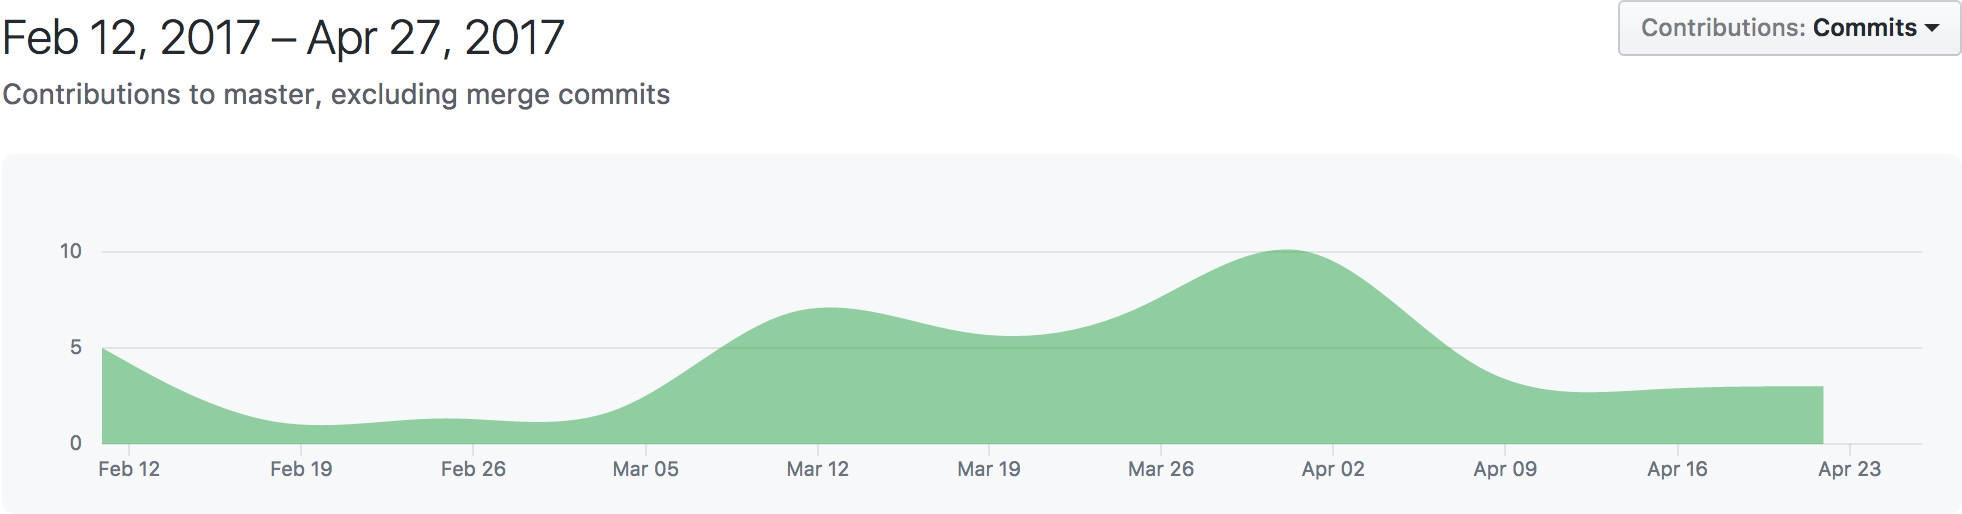 Feb 12, 2017 – Apr 27, 2017
Contributions: Commits
Contributions to master, excluding merge commits
10
5
0
Feb 12 Feb 19 Feb 26 Mar 05 Mar 12 Mar 19 Mar 26 Apr 02 Apr 09 Apr 16 Apr 23